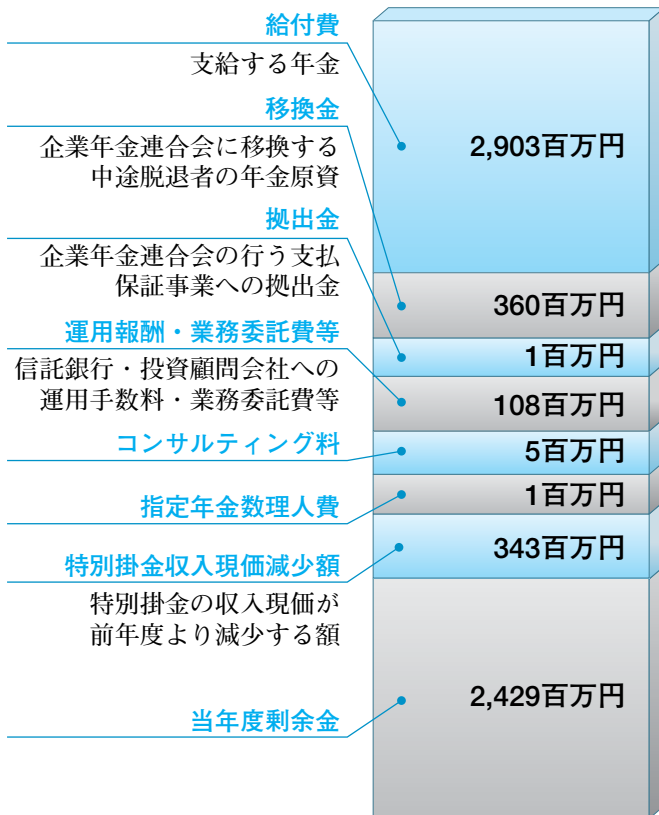 給付費
支給する年金
2,903百万円
移換金
企業年金連合会に移換する
中途脱退者の年金原資
360百万円
拠出金
企業年金連合会の行う支払
保証事業への拠出金
1百万円
運用報酬・業務委託費等
信託銀行・投資顧問会社への
運用手数料・業務委託費等
108百万円
コンサルティング料
5百万円
指定年金数理人費
1百万円
特別掛金収入現価減少額
特別掛金の収入現価が
前年度より減少する額
343百万円
当年度剰余金
2,429百万円